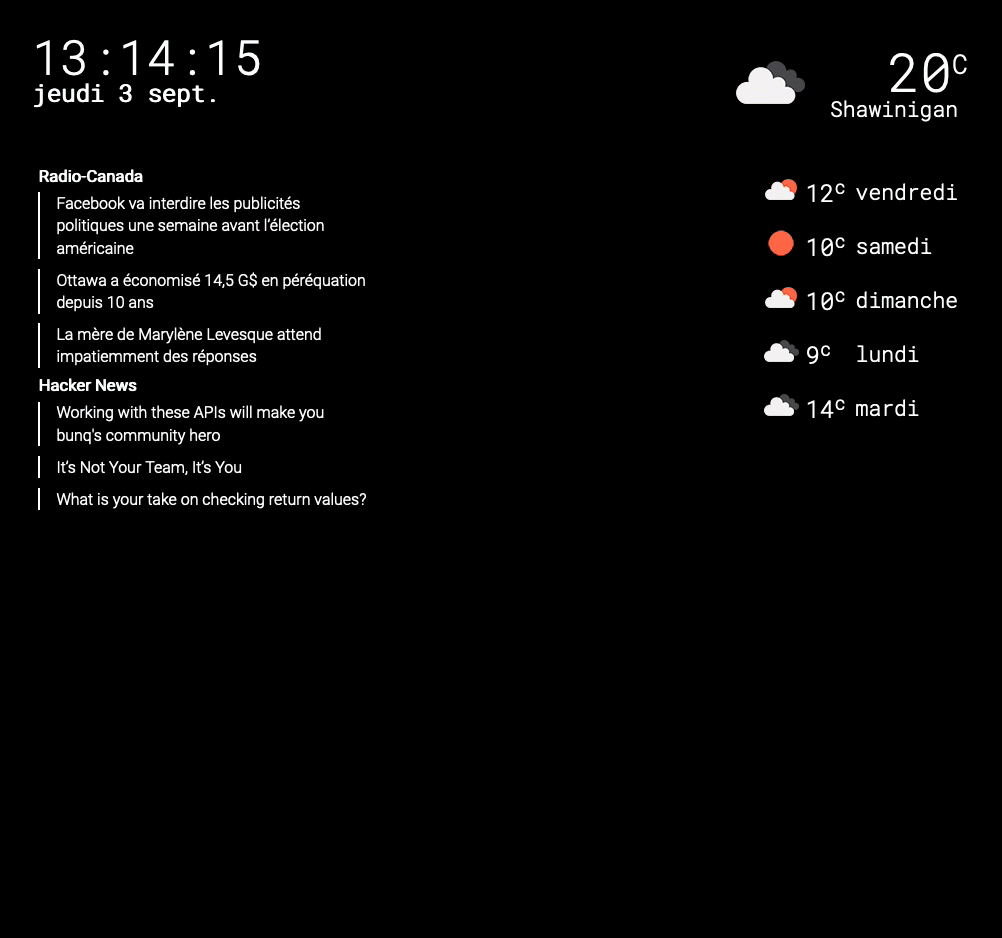 13:14:15
jeudi 3 sept.
20C
Shawinigan
Radio-Canada
Facebook va interdire les publicités
politiques une semaine avant l’élection
américaine
Ottawa a économisé 14,5 G$ en péréquation
depuis 10 ans
La mère de Marylène Levesque attend
impatiemment des réponses
Hacker News
Working with these APIs will make you
bunq's community hero
It’s Not Your Team, It’s You
What is your take on checking return values?
12c vendredi
10c samedi
10c dimanche
9c lundi
14c mardi